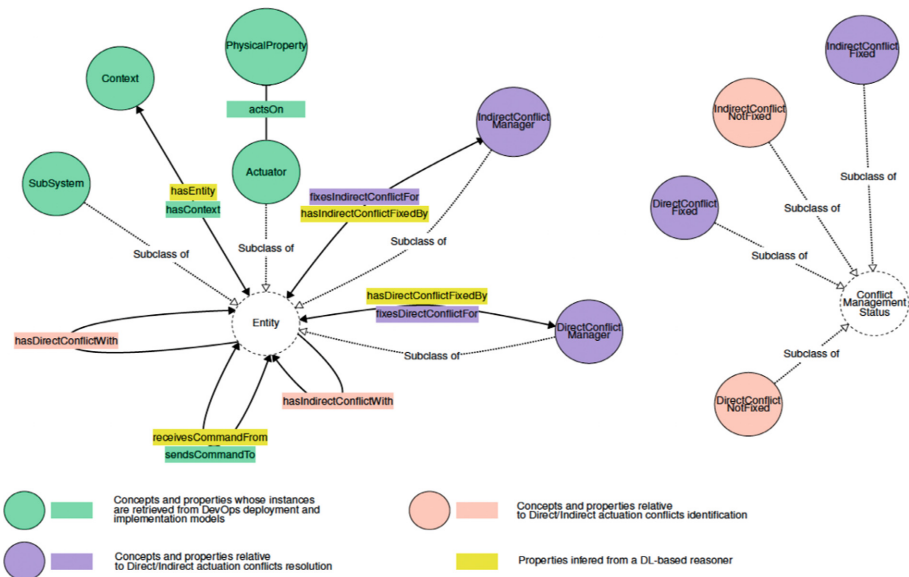 PhysicalProperty
Context
actsOn
Actuator
SubSystem
hasEntity
hasContext
IndirectConflict
Manager
fixesIndirectConflictFor
hasIndirectConflictFixedBy
Subclass of
Subclass of
Subclass of
hasDirectConflictFixedBy
fixesDirectConflictFor
Entity
DirectConflict
Manager
Subclass of
hasDirectConflictWith
hasIndirectConflictWith
receivesCommandFrom
sendsCommandTo
IndirectConflict
Fixed
IndirectConflict
NotFixed
Subclass of
DirectConflict
Fixed
Subclass of
Subclass of
Conflict
Management
Status
Subclass of
DirectConflict
NotFixed
Concepts and properties whose instances
are retrieved from DevOps deployment and
implementation models
Concepts and properties relative
to Direct/Indirect actuation conflicts identification
Concepts and properties relative
to Direct/Indirect actuation conflicts resolution
Properties infered from a DL-based reasoner